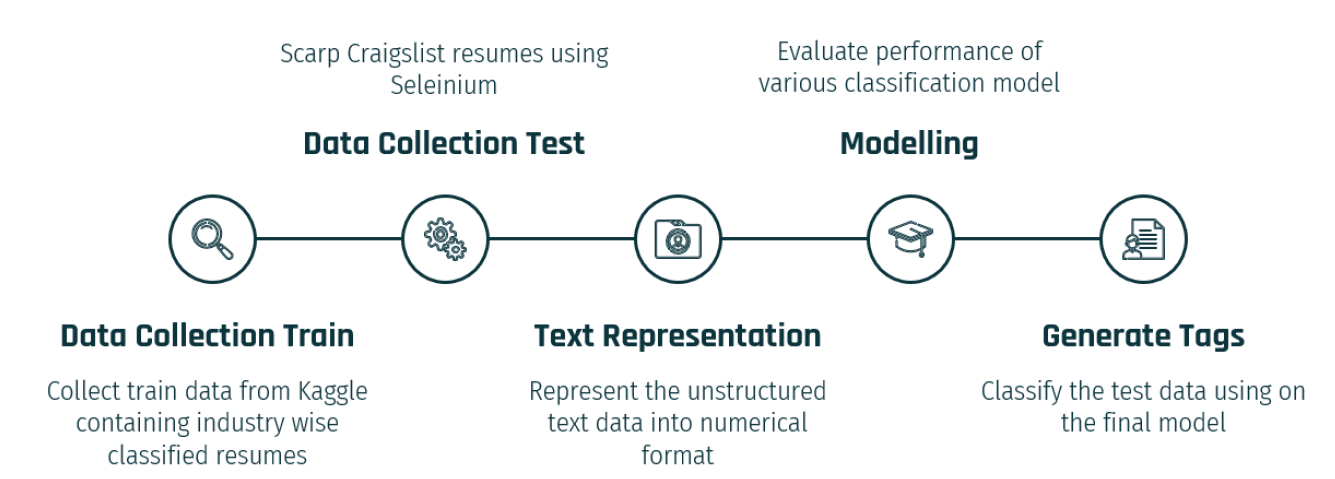 Scarp Craigslist resumes using
Seleinium
Data Collection Test
Evaluate performance of
various classification model
Modelling
Data Collection Train
Collect train data from Kaggle
containing industry wise
classified resumes
Text Representation
Represent the unstructured
text data into numerical
format
Generate Tags
Classify the test data using on
the final model